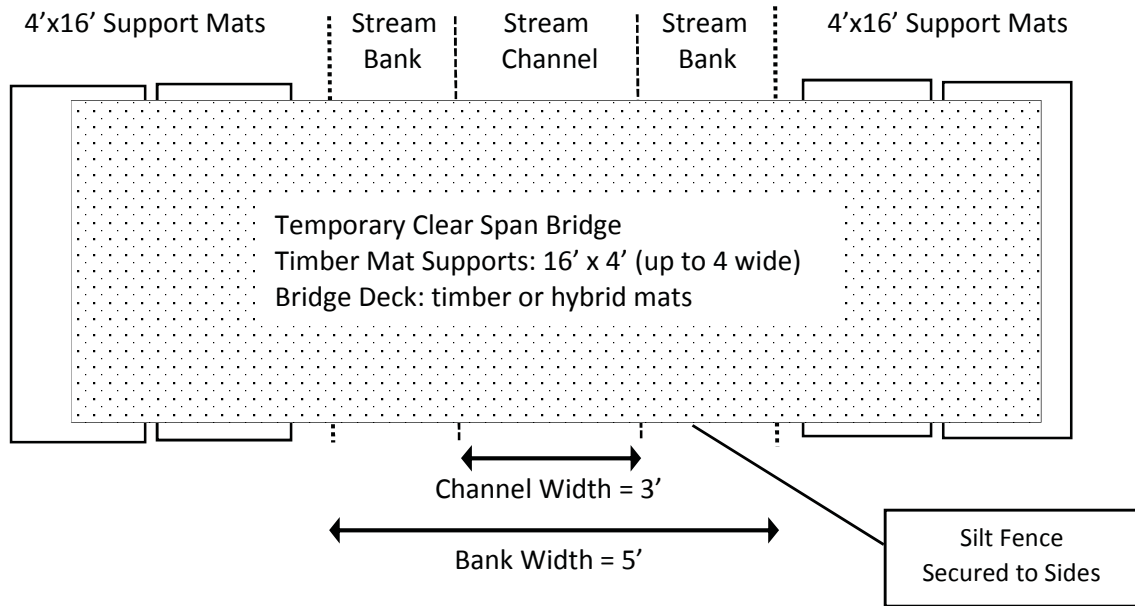 4’x16’ Support Mats
Stream
Bank
Stream
Channel
Stream
Bank
4’x16’ Support Mats
Temporary Clear Span Bridge
Timber Mat Supports: 16’ x 4’ (up to 4 wide)
Bridge Deck: timber or hybrid mats
Channel Width = 3’
Bank Width = 5’
Silt Fence
Secured to Sides